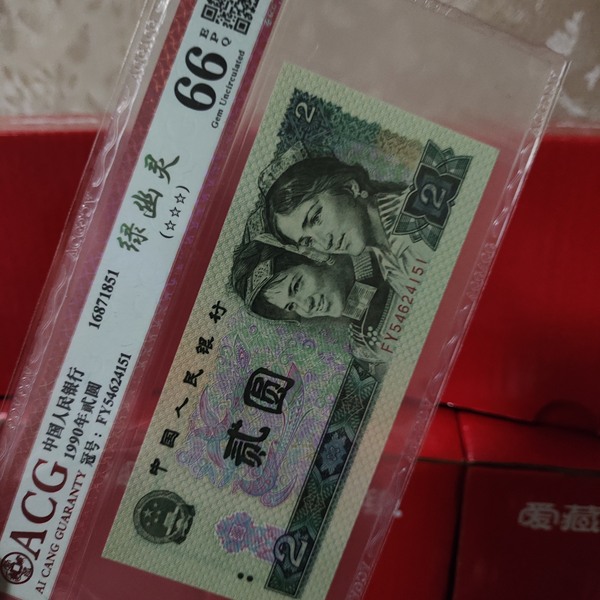 ACG
AI CANG GUARANTY
中国人民银行
1990年贰圆
冠号：FY54624151
16871851
绿幽灵
(☆☆☆)
66
EPQ
Gem Uncirculated
2
2
FY54624151
中国人民银行
贰圆
2
爱藏